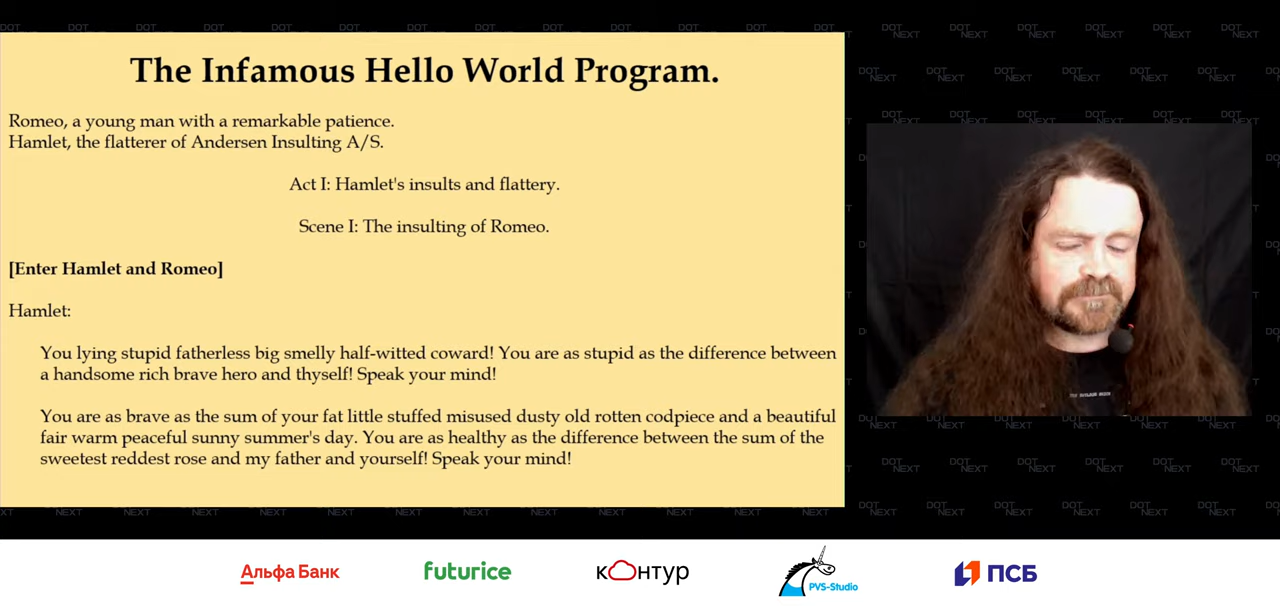 The Infamous Hello World Program.
Romeo, a young man with a remarkable patience.
Hamlet, the flatterer of Andersen Insulting A/S.
Act I: Hamlet's insults and flattery.
Scene I: The insulting of Romeo.
[Enter Hamlet and Romeo]
Hamlet:
You lying stupid fatherless big smelly half-witted coward! You are as stupid as the difference between
a handsome rich brave hero and thyself! Speak your mind!
You are as brave as the sum of your fat little stuffed misused dusty old rotten codpiece and a beautiful
fair warm peaceful sunny summer's day. You are as healthy as the difference between the sum of the
sweetest reddest rose and my father and yourself! Speak your mind!
DOT
NEXT
Альфа Банк
futurice
контур
PVS-Studio
ПСБ